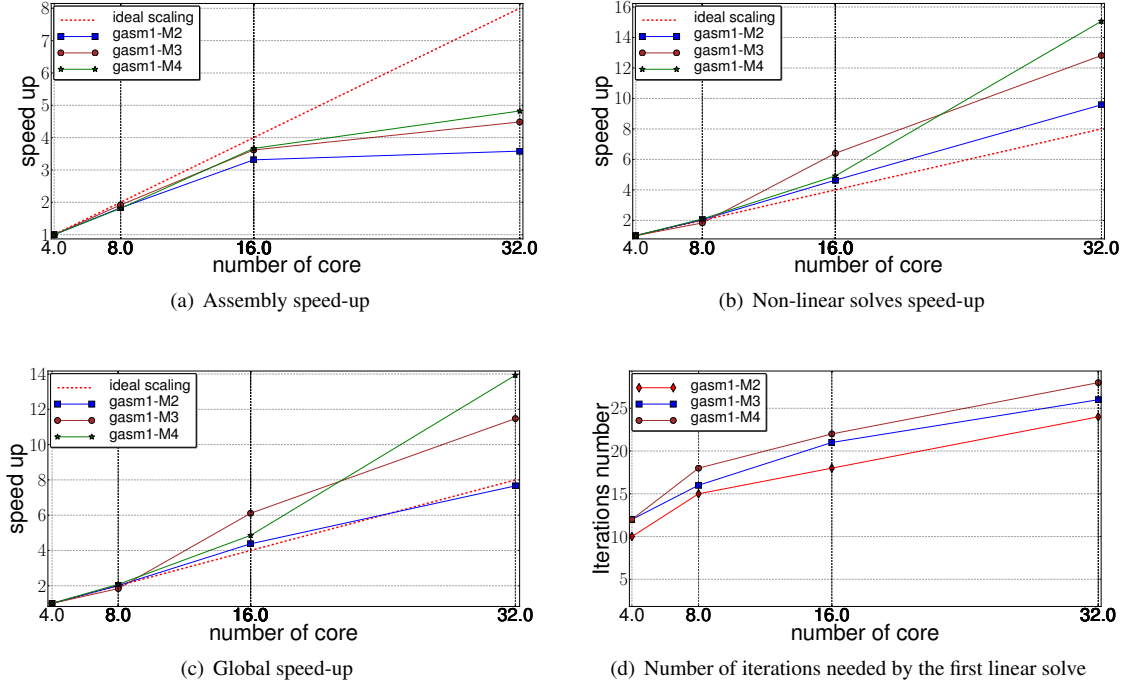 8
7
6
5
4
3
2
1
ideal scaling
gasm1-M2
gasm1-M3
gasm1-M4
speed up
4.0 8.0 16.0 32.0
number of core
(a) Assembly speed-up
16
14
12
10
8
6
4
2
ideal scaling
gasm1-M2
gasm1-M3
gasm1-M4
speed up
4.0 8.0 16.0 32.0
number of core
(b) Non-linear solves speed-up
14
12
10
8
6
4
2
ideal scaling
gasm1-M2
gasm1-M3
gasm1-M4
speed up
4.0 8.0 16.0 32.0
number of core
(c) Global speed-up
25
20
15
10
5
gasm1-M2
gasm1-M3
gasm1-M4
Iterations number
4.0 8.0 16.0 32.0
number of core
(d) Number of iterations needed by the first linear solve